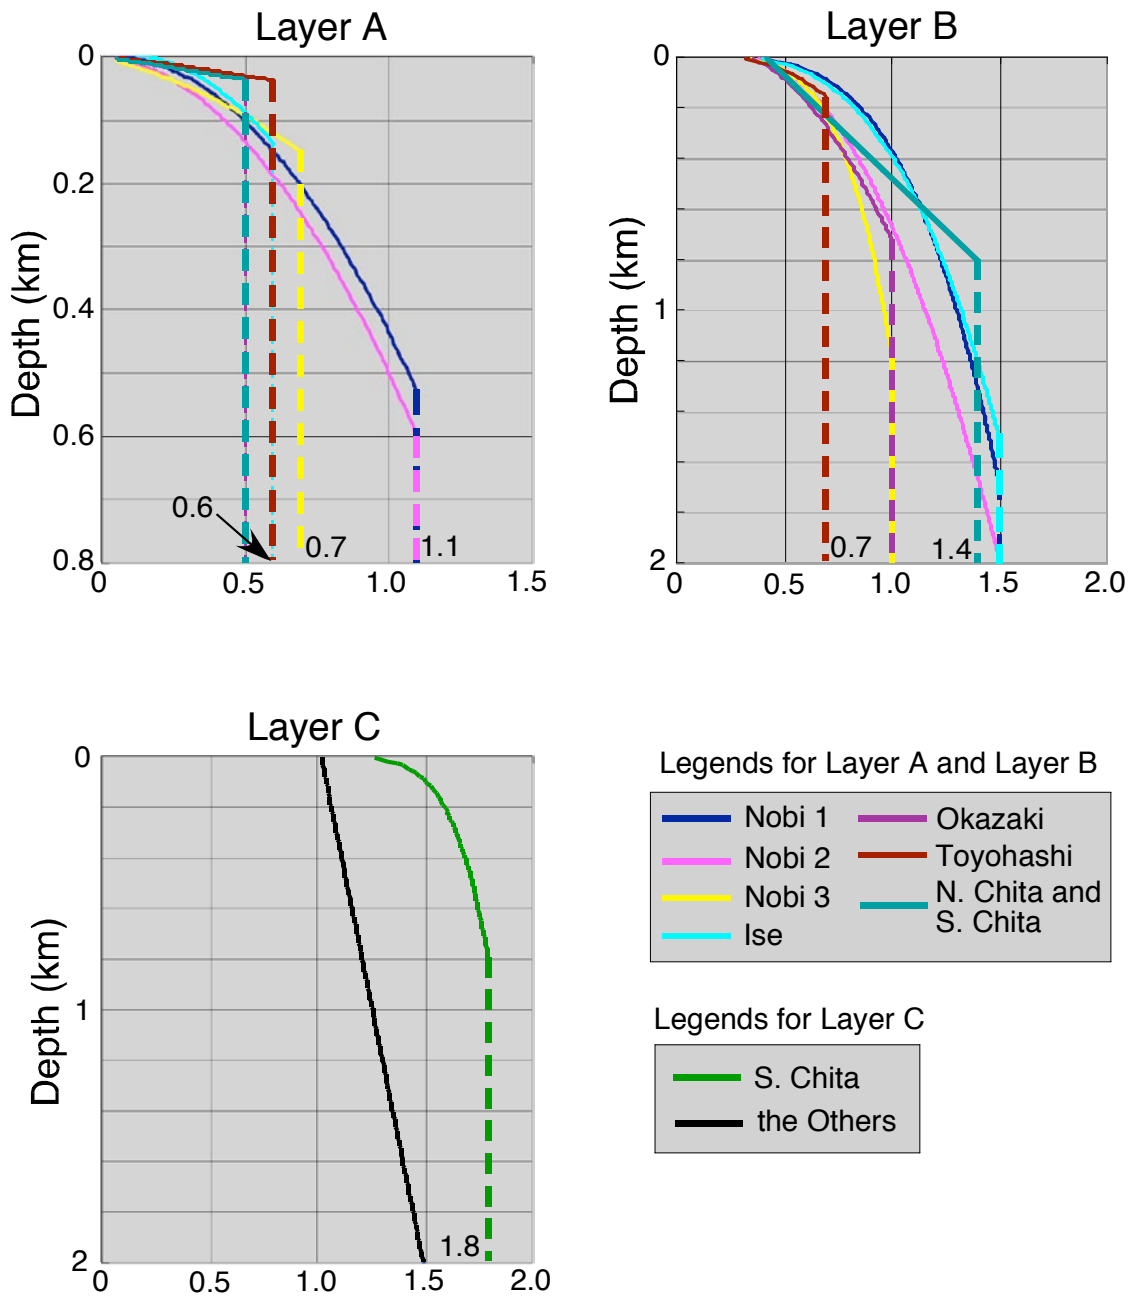 Layer A
0
0.2
0.4
0.6
0.8
Depth (km)
0.6
0.7
1.1
0
0.5
1.0
1.5
Layer B
0
1
2
Depth (km)
0.7
1.4
0
0.5
1.0
1.5
2.0
Layer C
0
1
2
Depth (km)
1.8
0
0.5
1.0
1.5
2.0
Legends for Layer A and Layer B
Nobi 1
Nobi 2
Nobi 3
Ise
Okazaki
Toyohashi
N. Chita and
S. Chita
Legends for Layer C
S. Chita
the Others